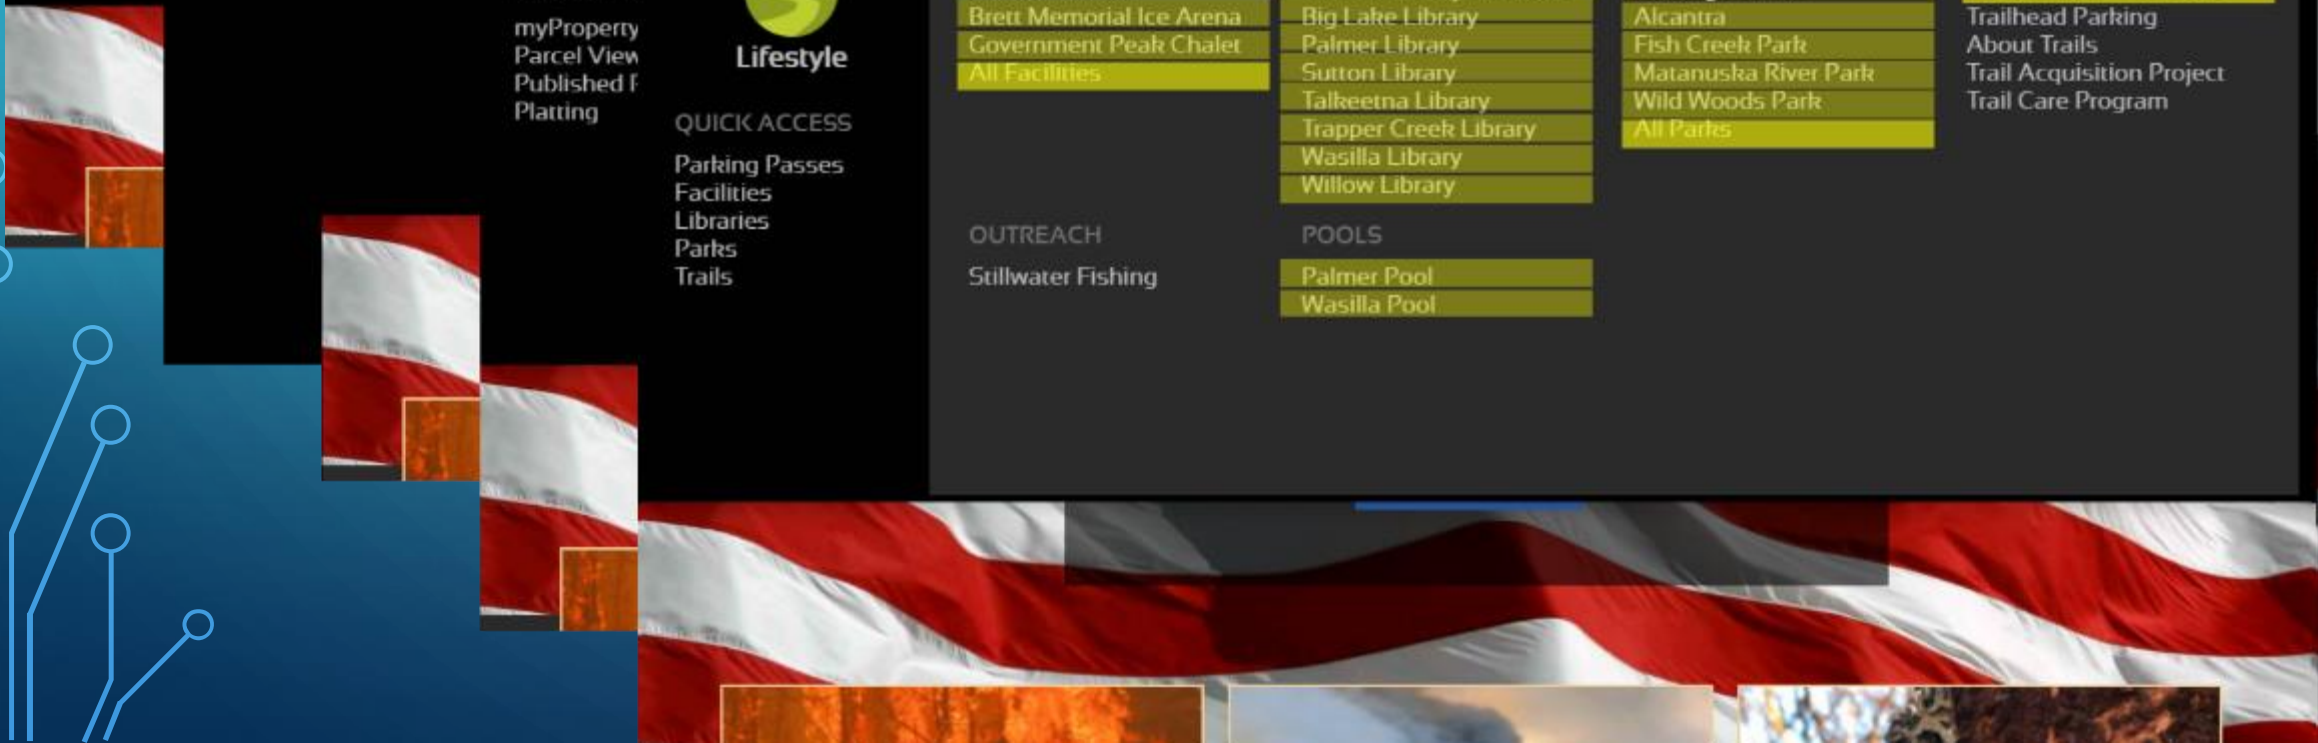 myProperty
Parcel View
Published
Platting
Lifestyle
QUICK ACCESS
Parking Passes
Facilities
Libraries
Parks
Trails
Brett Memorial Ice Arena
Government Peak Chalet
All Facilities
OUTREACH
Stillwater Fishing
Big Lake Library
Palmer Library
Sutton Library
Talkeetna Library
Trapper Creek Library
Wasilla Library
Willow Library
POOLS
Palmer Pool
Wasilla Pool
Alcantra
Fish Creek Park
Matanuska River Park
Wild Woods Park
All Parks
Trailhead Parking
About Trails
Trail Acquisition Project
Trail Care Program